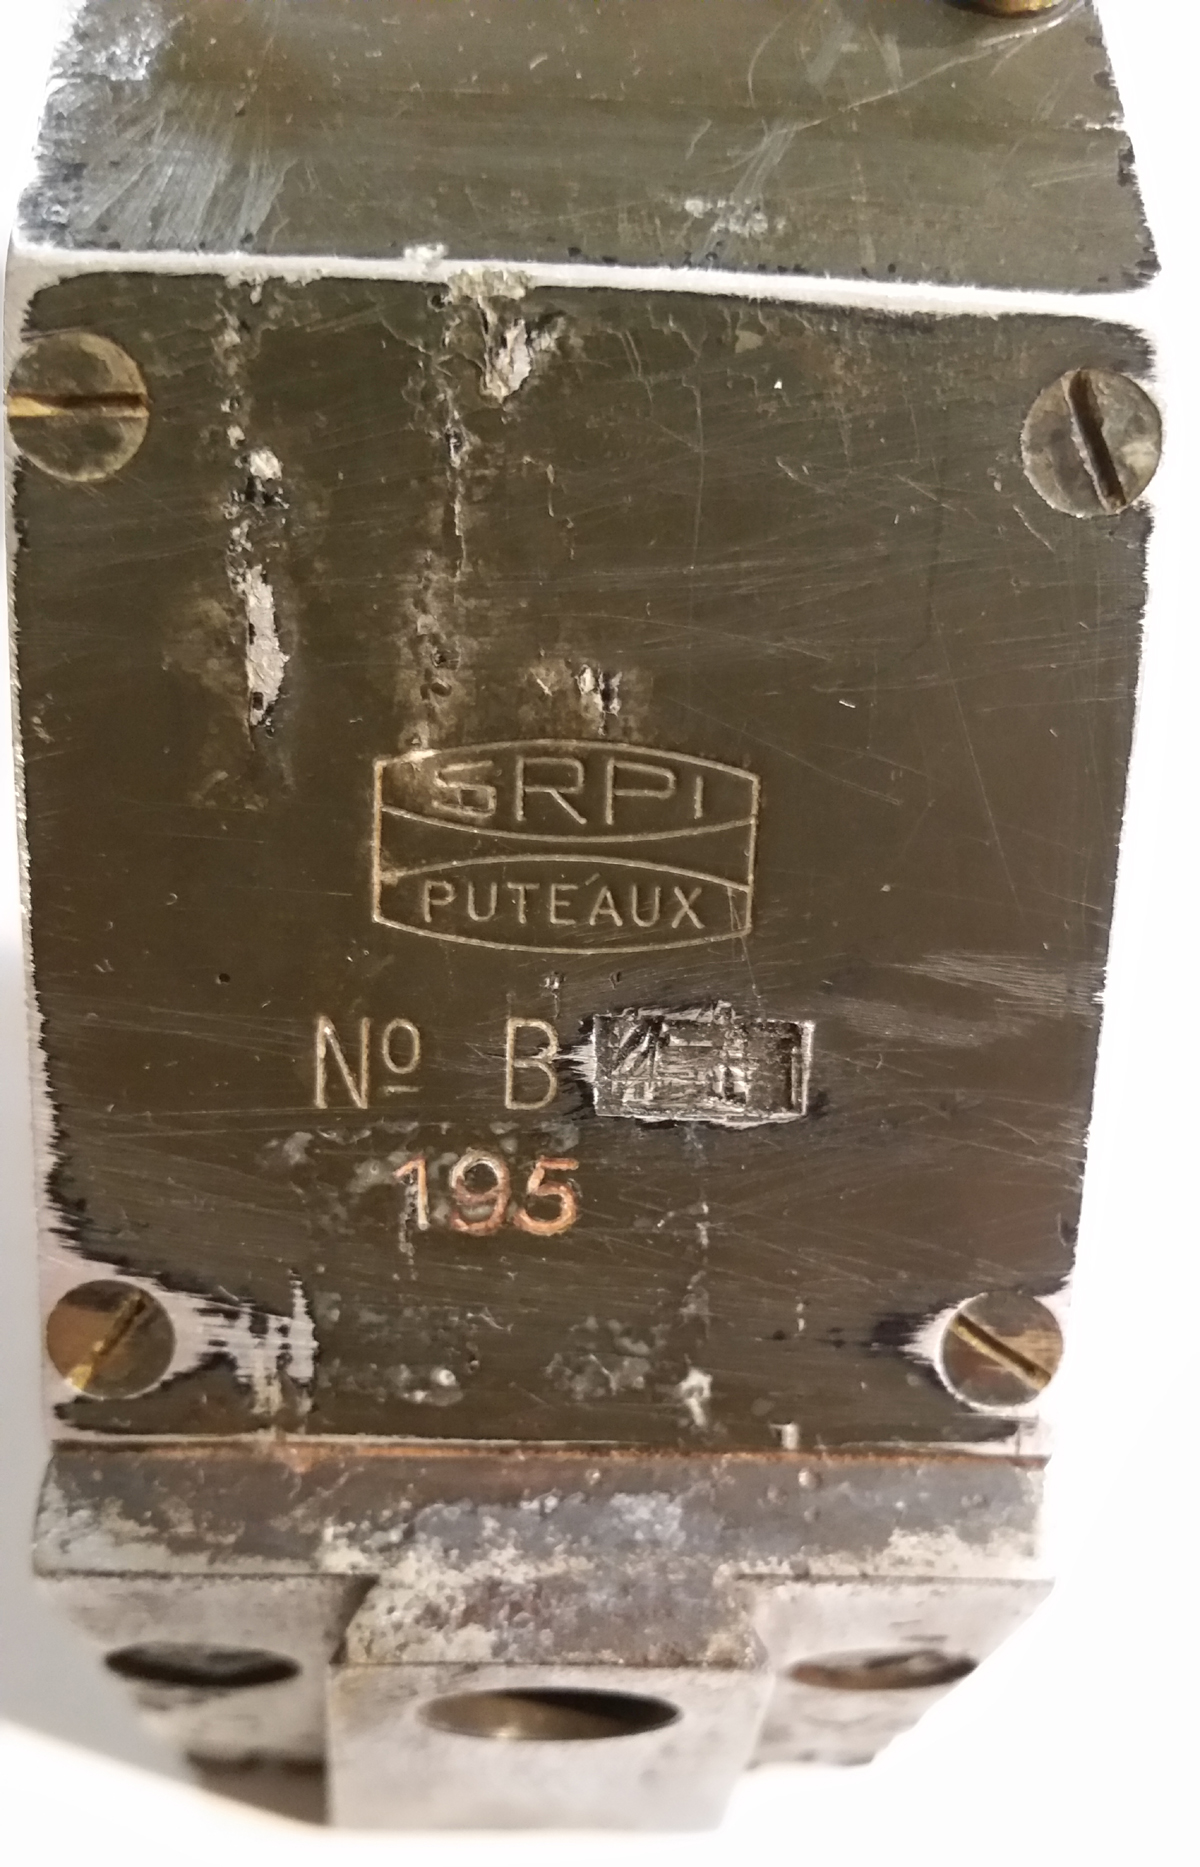 SRPI
PUTEAUX
Nº B
195